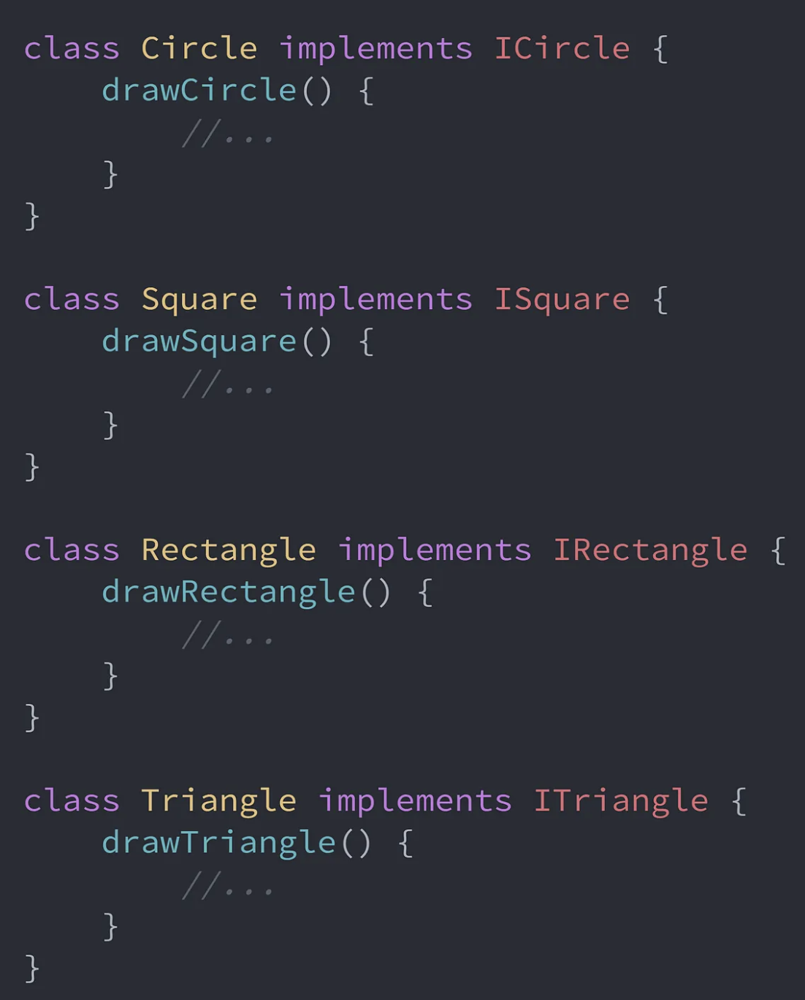 class Circle implements ICircle {
    drawCircle() {
        //...
    }
}

class Square implements ISquare {
    drawSquare() {
        //...
    }
}

class Rectangle implements IRectangle {
    drawRectangle() {
        //...
    }
}

class Triangle implements ITriangle {
    drawTriangle() {
        //...
    }
}